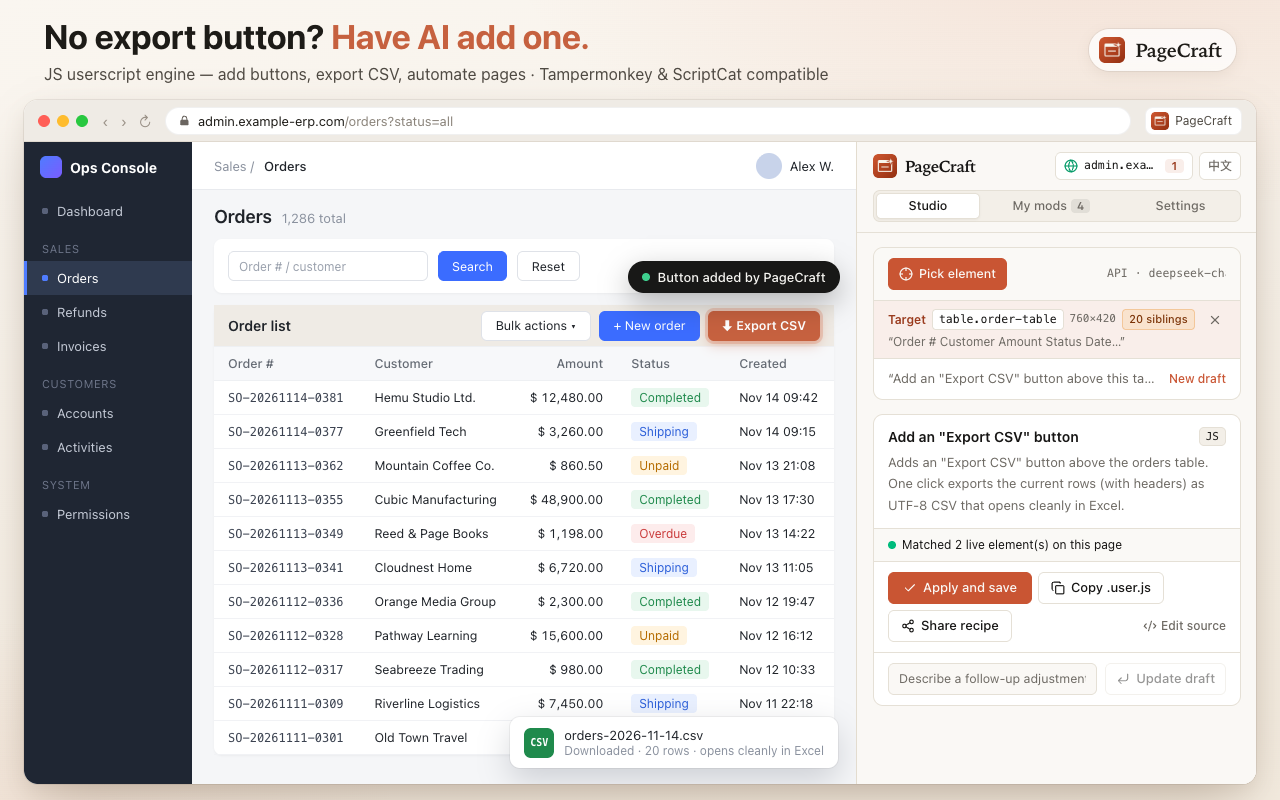 No export button? Have AI add one.
JS userscript engine — add buttons, export CSV, automate pages · Tampermonkey & ScriptCat compatible
PageCraft
admin.example-erp.com/orders?status=all
PageCraft
Ops Console
Dashboard
SALES
Orders
Refunds
Invoices
CUSTOMERS
Accounts
Activities
SYSTEM
Permissions
Sales / Orders
Alex W.
Orders 1,286 total
Order # / customer
Search
Reset
Button added by PageCraft
Order list
Bulk actions
+ New order
Export CSV
Order # Customer Amount Status Created
SO-20261114-0381 Hemu Studio Ltd. $ 12,480.00 Completed Nov 14 09:42
SO-20261114-0377 Greenfield Tech $ 3,260.00 Shipping Nov 14 09:15
SO-20261113-0362 Mountain Coffee Co. $ 860.50 Unpaid Nov 13 21:08
SO-20261113-0355 Cubic Manufacturing $ 48,900.00 Completed Nov 13 17:30
SO-20261113-0349 Reed & Page Books $ 1,198.00 Overdue Nov 13 14:22
SO-20261113-0341 Cloudnest Home $ 6,720.00 Shipping Nov 13 11:05
SO-20261112-0336 Orange Media Group $ 2,300.00 Completed Nov 12 19:47
SO-20261112-0328 Pathway Learning $ 15,600.00 Unpaid Nov 12 16:12
SO-20261112-0317 Seabreeze Trading $ 980.00 Completed Nov 12 10:33
SO-20261111-0309 Riverline Logistics $ 7,450.00 Shipping Nov 11 22:18
SO-20261111-0301 Old Town Travel
CSV
orders-2026-11-14.csv
Downloaded · 20 rows · opens cleanly in Excel
PageCraft
admin.exa… 1
中文
Studio
My mods 4
Settings
Pick element
API · deepseek-ch
Target table.order-table 760×420 20 siblings
“Order # Customer Amount Status Date…”
“Add an "Export CSV" button above this ta… New draft
Add an "Export CSV" button
JS
Adds an "Export CSV" button above the orders table.
One click exports the current rows (with headers) as
UTF-8 CSV that opens cleanly in Excel.
Matched 2 live element(s) on this page
Apply and save
Copy .user.js
Share recipe
Edit source
Describe a follow-up adjustment
Update draft